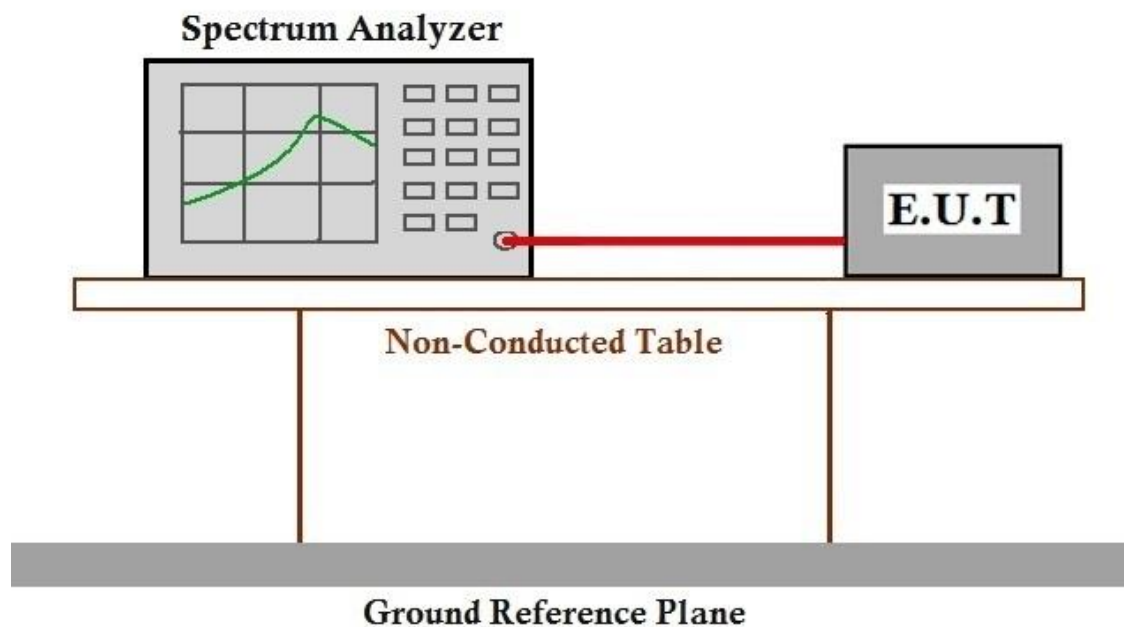 Spectrum Analyzer
E.U.T
Non-Conducted Table
Ground Reference Plane